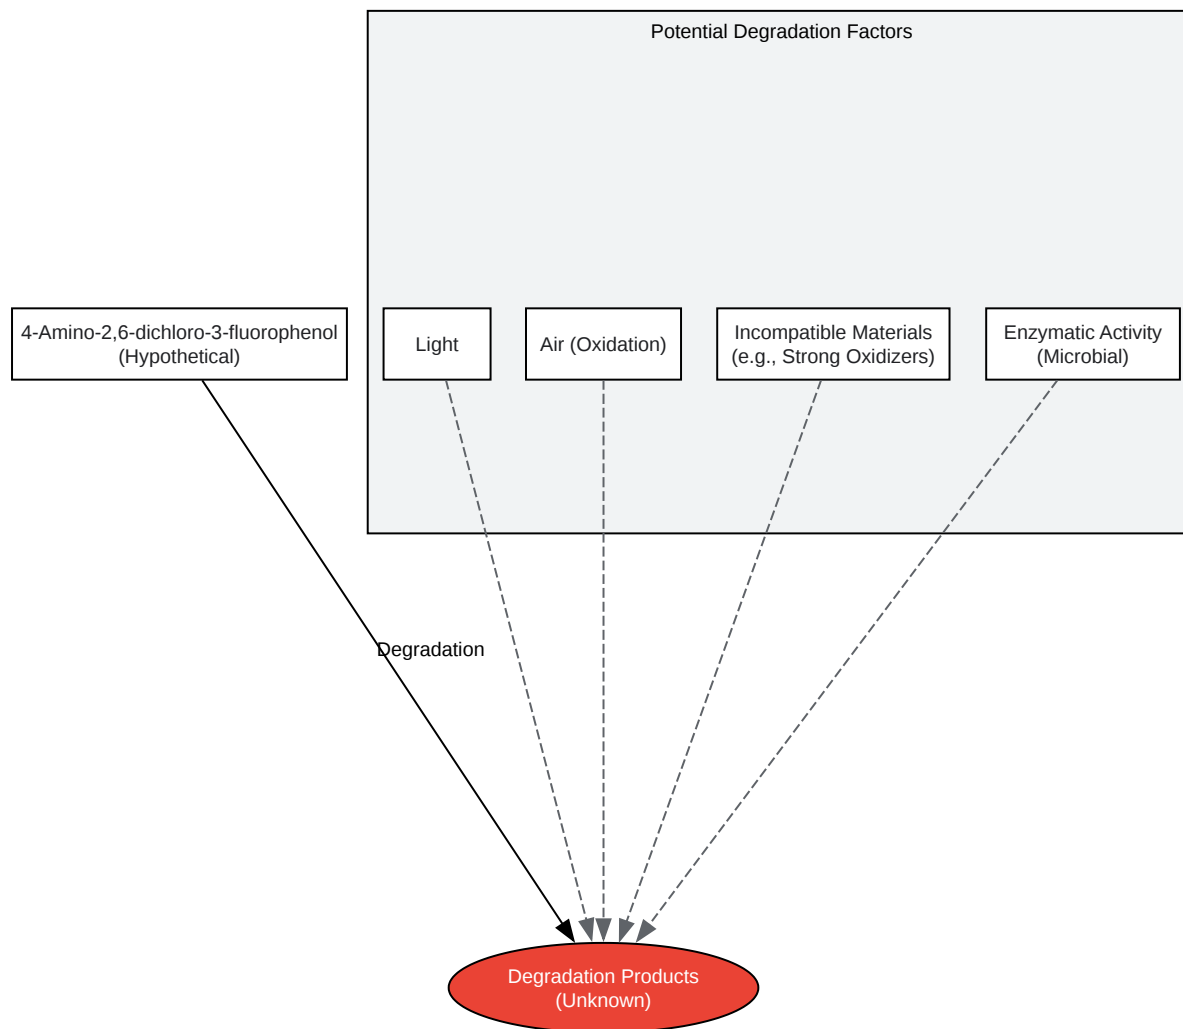 Potential Degradation Factors
4-Amino-2,6-dichloro-3-fluorophenol
(Hypothetical)
Light
Air (Oxidation)
Incompatible Materials
(e.g., Strong Oxidizers)
Enzymatic Activity
(Microbial)
Degradation
Degradation Products
(Unknown)